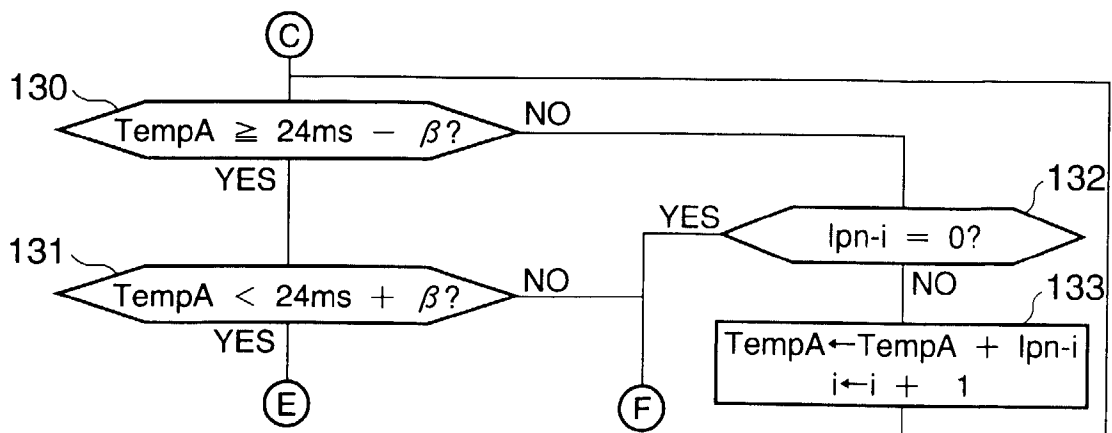 C
130
TempA ≧ 24ms − β?
NO
YES
132
YES
Ipn-i = 0?
131
NO
TempA < 24ms + β?
NO
133
YES
TempA←TempA + Ipn-i
i←i + 1
E
F